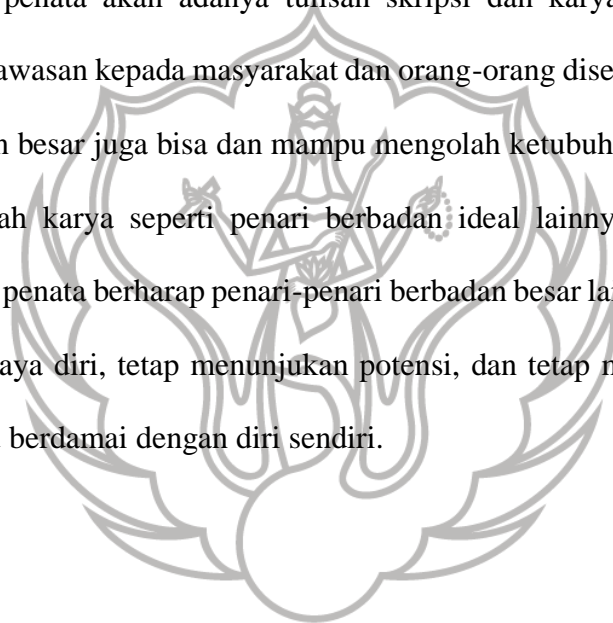 penata akan adanya tulisan skripsi dan karya
awasan kepada masyarakat dan orang-orang dise
n besar juga bisa dan mampu mengolah ketubuh
ah karya seperti penari berbadan ideal lainny
penata berharap penari-penari berbadan besar la
aya diri, tetap menunjukan potensi, dan tetap
berdamai dengan diri sendiri.